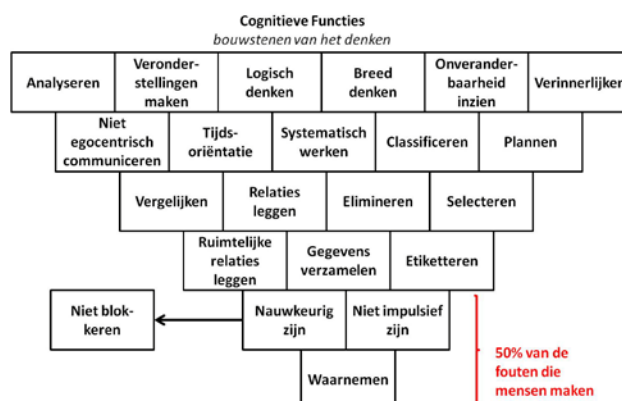 Cognitieve Functies
bouwstenen van het denken
Analyseren
Veronder-
stellingen
maken
Logisch
denken
Breed
denken
Onverander-
baarheid
inzien
Verinnerlijken
Niet
egocentrisch
communiceren
Tijds-
oriëntatie
Systematisch
werken
Classificeren
Plannen
Vergelijken
Relaties
leggen
Elimineren
Selecteren
Ruimtelijke
relaties
leggen
Gegevens
verzamelen
Etiketteren
Niet blok-
keren
Nauwkeurig
zijn
Niet impulsief
zijn
Waarnemen
50% van de
fouten die
mensen maken